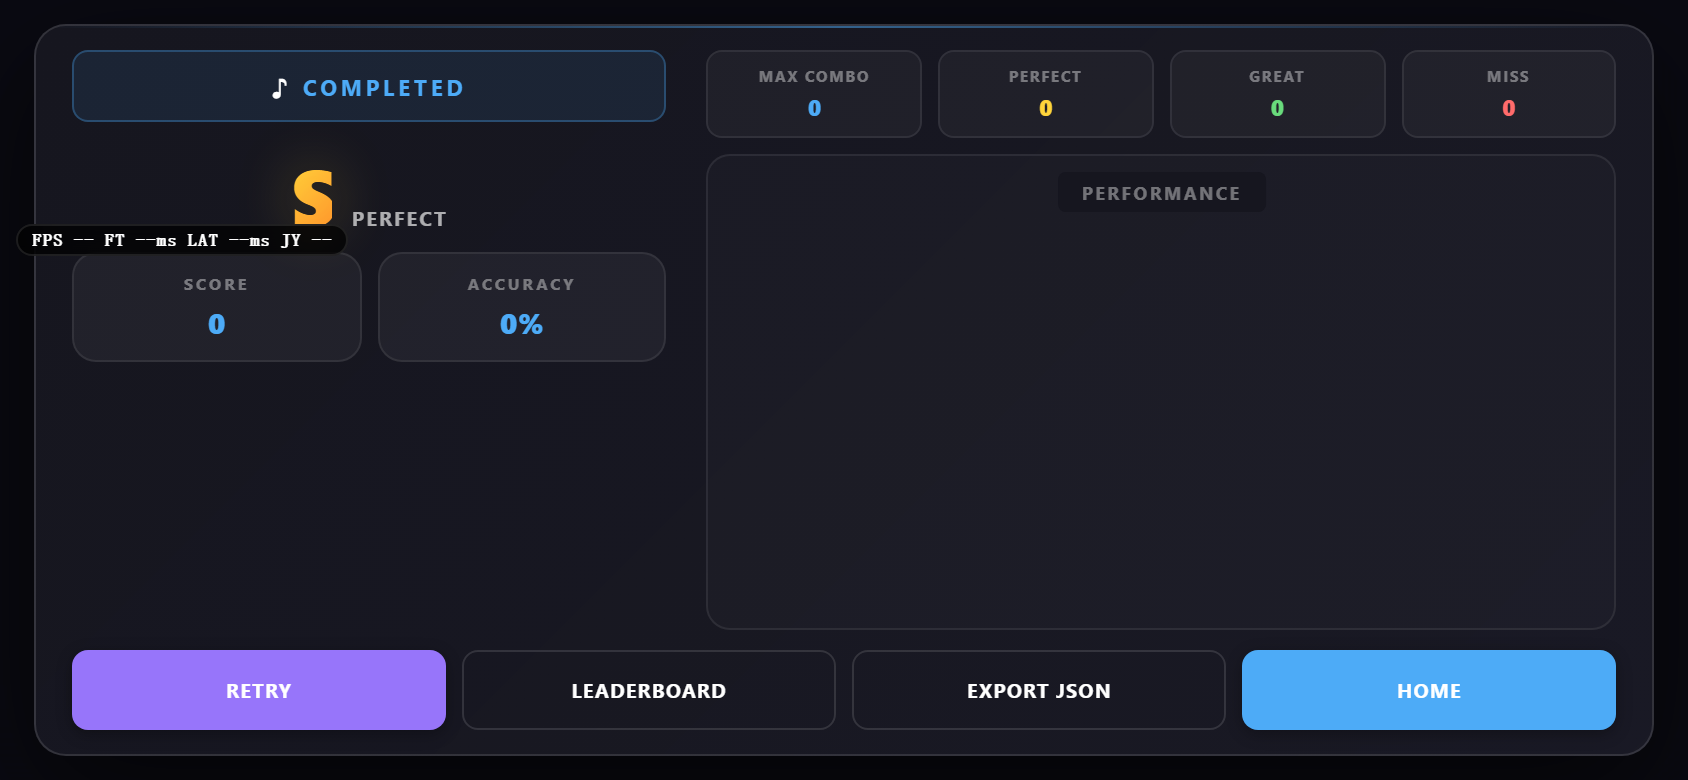 ♪ COMPLETED
S PERFECT
FPS -- FT --ms LAT --ms JY --
SCORE
0
ACCURACY
0%
MAX COMBO
0
PERFECT
0
GREAT
0
MISS
0
PERFORMANCE
RETRY
LEADERBOARD
EXPORT JSON
HOME